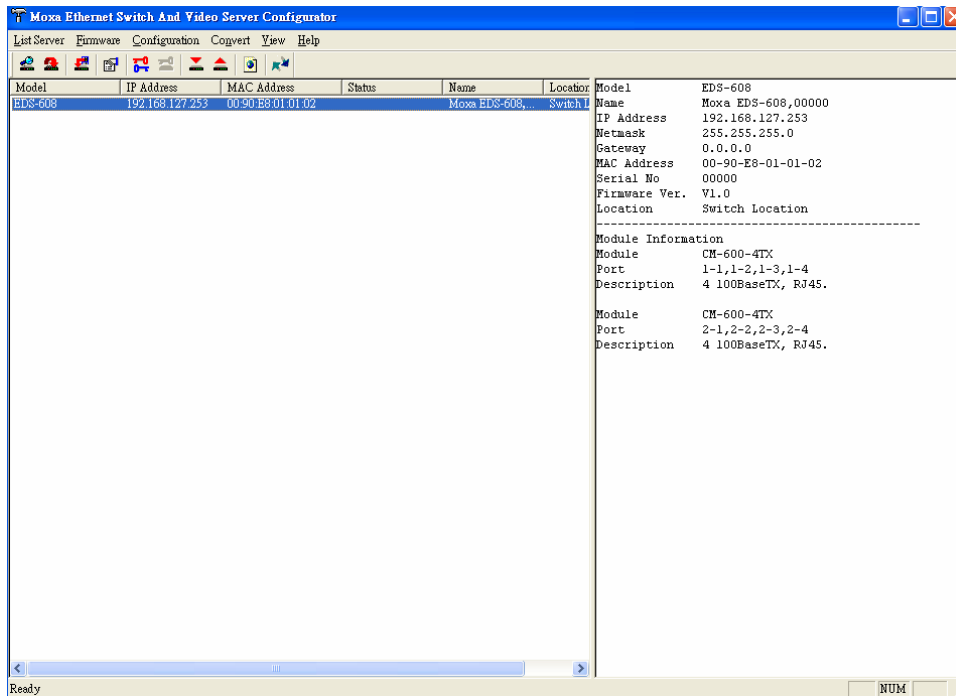 Moxa Ethernet Switch And Video Server Configurator
List Server Firmware Configuration Convert View Help
Model IP Address MAC Address Status Name Location
EDS-608 192.168.127.253 00:90:E8:01:01:02 Moxa EDS-608,... Switch L
Model EDS-608
Name Moxa EDS-608,00000
IP Address 192.168.127.253
Netmask 255.255.255.0
Gateway 0.0.0.0
MAC Address 00-90-E8-01-01-02
Serial No 00000
Firmware Ver. V1.0
Location Switch Location
------------------------------------------------
Module Information
Module CM-600-4TX
Port 1-1,1-2,1-3,1-4
Description 4 100BaseTX, RJ45.
Module CM-600-4TX
Port 2-1,2-2,2-3,2-4
Description 4 100BaseTX, RJ45.
Ready NUM